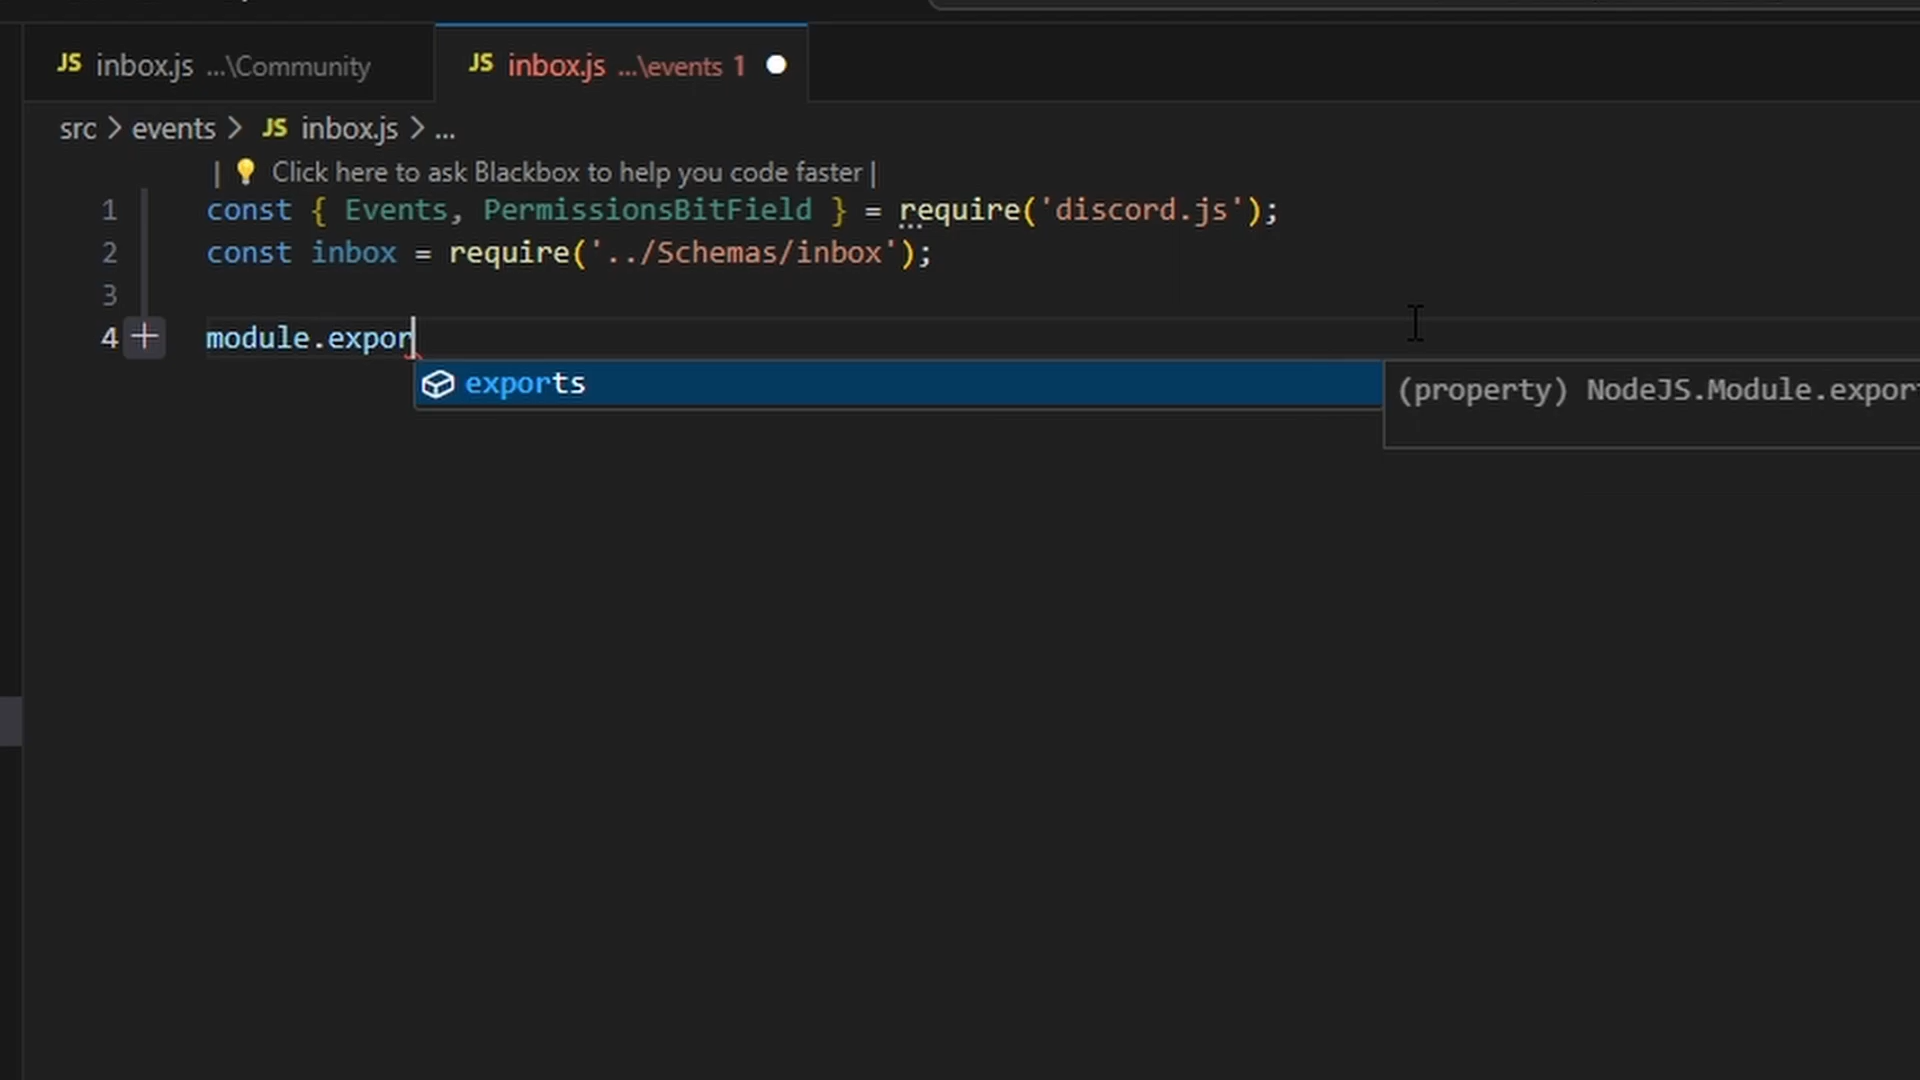 JS inbox.js ...\Community JS inbox.js ...\events 1
src > events > JS inbox.js > ...
| 💡 Click here to ask Blackbox to help you code faster |
1 const { Events, PermissionsBitField } = require('discord.js');
2 const inbox = require('../Schemas/inbox');
3
4 + module.expor
exports
(property) NodeJS.Module.expor